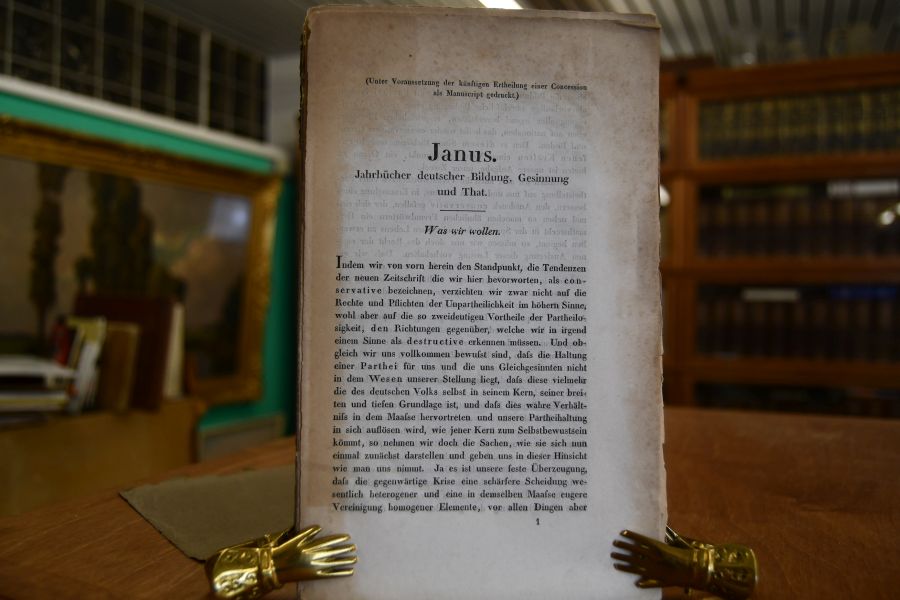 (Unter Voraussetzung der künftigen Ertheilung einer Concession
als Manuscript gedruckt.)
Janus.
Jahrbücher deutscher Bildung, Gesinnung
und That.
Was wir wollen.
Indem wir von vorn herein den Standpunkt, die Tendenzen
der neuen Zeitschrift die wir hier bevorworten, als con-
servative bezeichnen, verzichten wir zwar nicht auf die
Rechte und Pflichten der Unpartheilichkeit im höhern Sinne,
wohl aber auf die so zweideutigen Vortheile der Partheilo-
sigkeit, den Richtungen gegenüber, welche wir in irgend
einem Sinne als destructive erkennen müssen. Und ob-
gleich wir uns vollkommen bewufst sind, dafs die Haltung
einer Parthei für uns und die uns Gleichgesinnten nicht
in dem Wesen unserer Stellung liegt, dafs diese vielmehr
die des deutschen Volks selbst in seinem Kern, seiner brei-
ten und tiefen Grundlage ist, und dafs dies wahre Verhält-
nifs in dem Maafse hervortreten und unsere Partheihaltung
in sich auflösen wird, wie jener Kern zum Selbstbewustsein
kömmt, so nehmen wir doch die Sachen, wie sie sich nun
einmal zunächst darstellen und geben uns in dieser Hinsicht
wie man uns nimmt. Ja es ist unsere feste Überzeugung,
dafs die gegenwärtige Krise eine schärfere Scheidung we-
sentlich heterogener und eine in demselben Maafse engere
Vereinigung homogener Elemente, vor allen Dingen aber
1